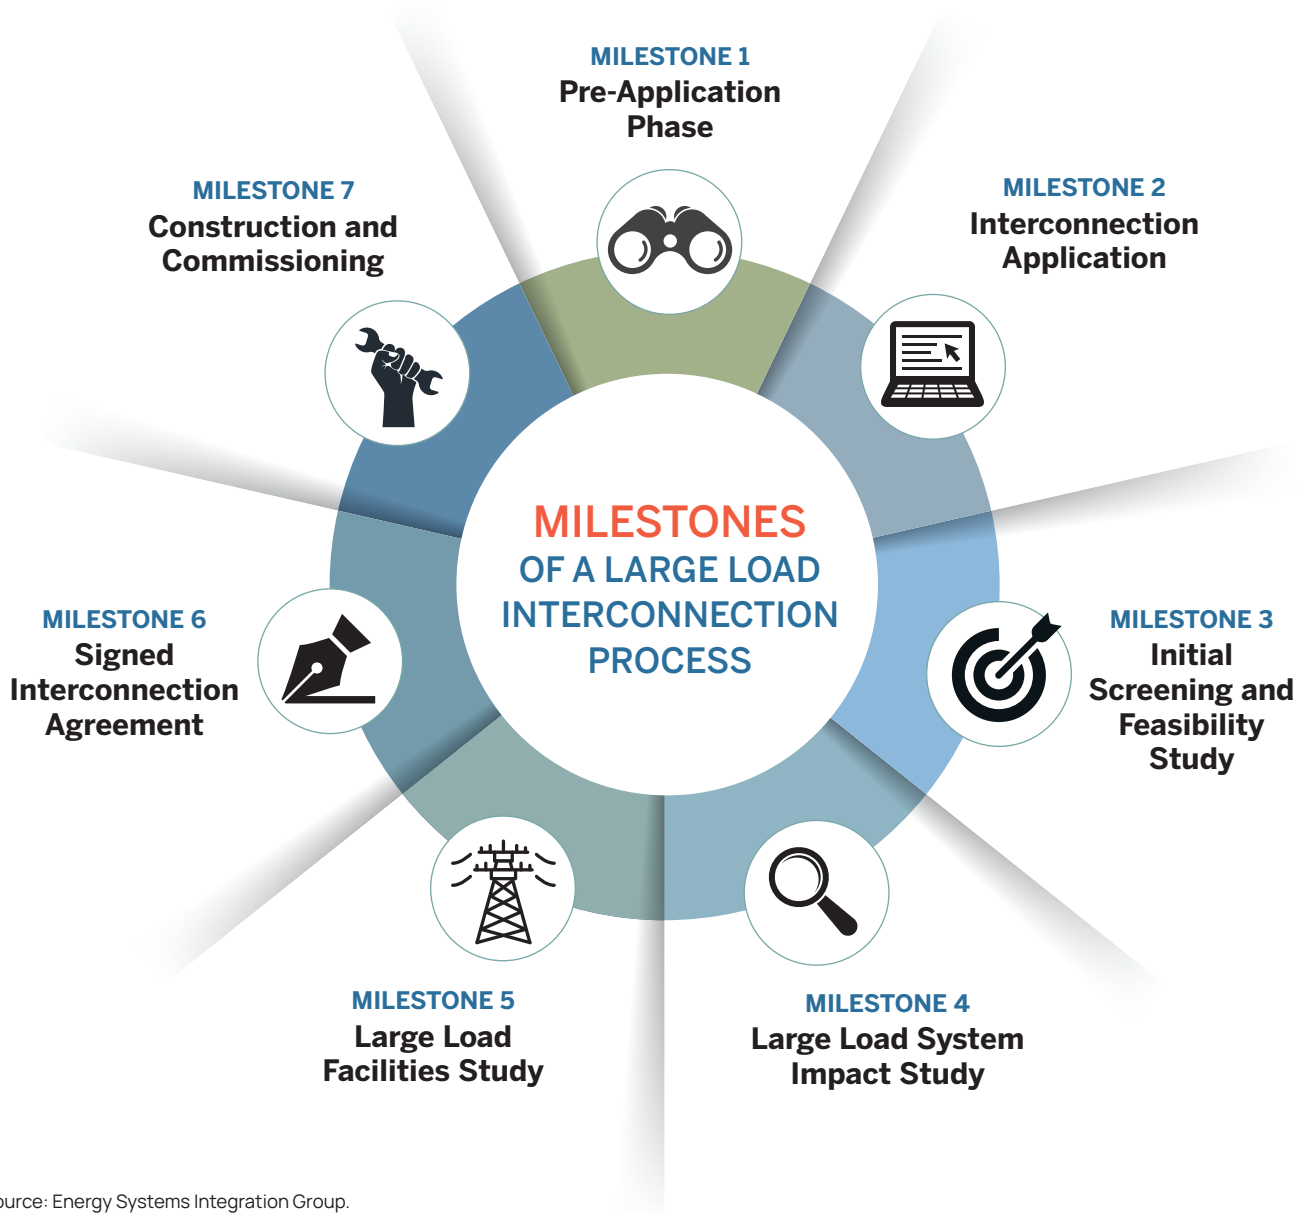 MILESTONE 1
Pre-Application
Phase
MILESTONE 2
Interconnection
Application
MILESTONE 3
Initial
Screening and
Feasibility
Study
MILESTONE 4
Large Load System
Impact Study
MILESTONE 5
Large Load
Facilities Study
MILESTONE 6
Signed
Interconnection
Agreement
MILESTONE 7
Construction and
Commissioning
MILESTONES
OF A LARGE LOAD
INTERCONNECTION
PROCESS
ource: Energy Systems Integration Group.